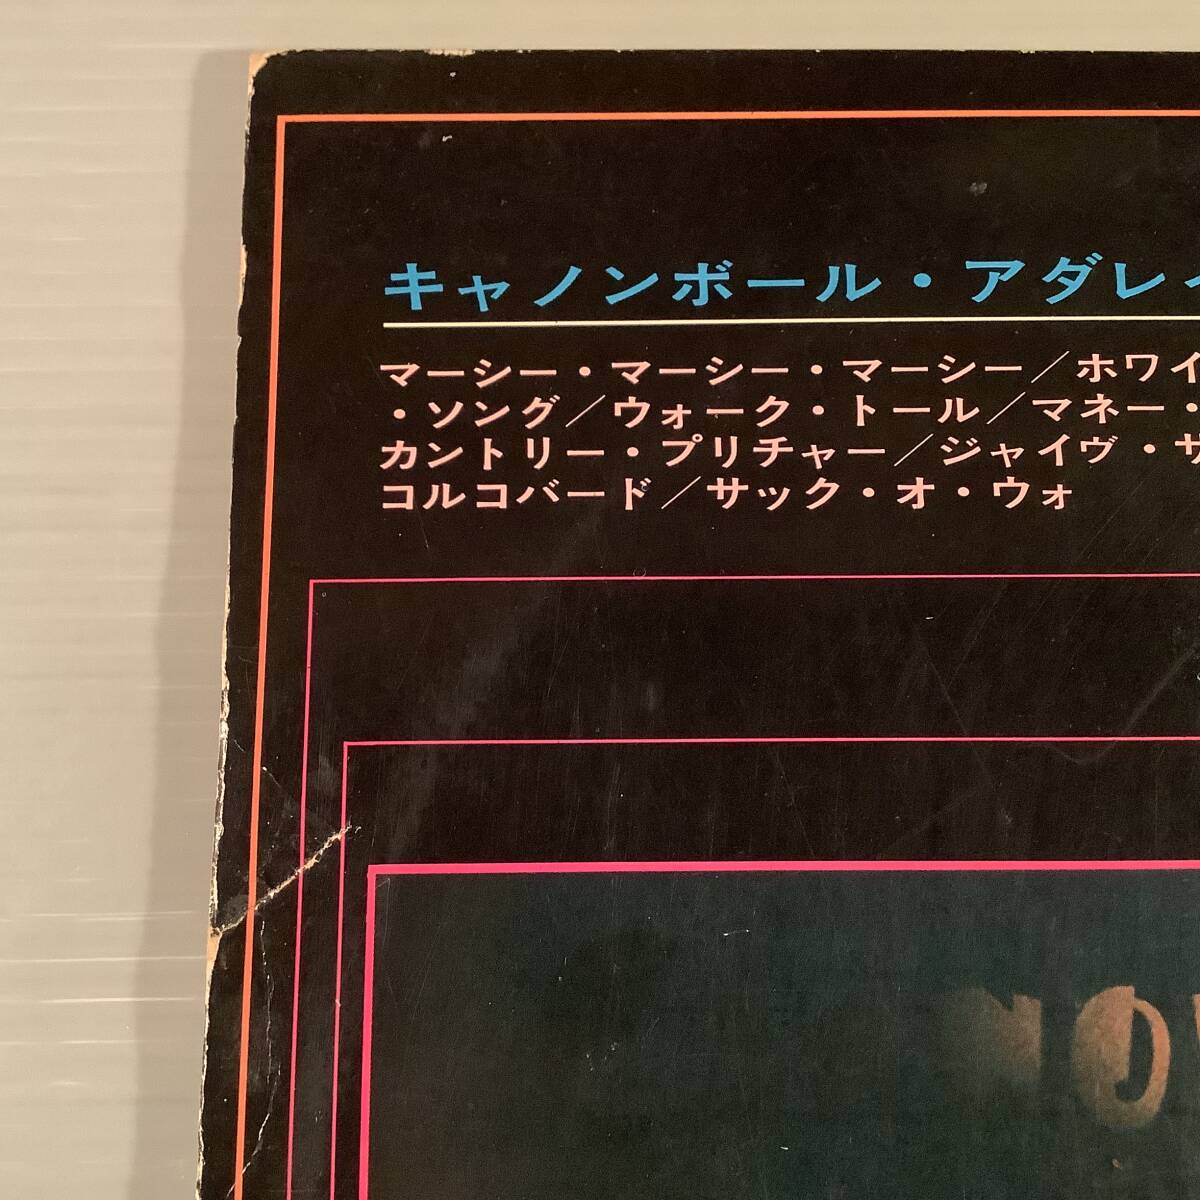 キャノンボール・アダレイ
マーシー・マーシー・マーシー／ホワイ
・ソング／ウォーク・トール／マネー・
カントリー・プリチャー／ジャイヴ・サ
コルコバード／サック・オ・ウォ
NOW